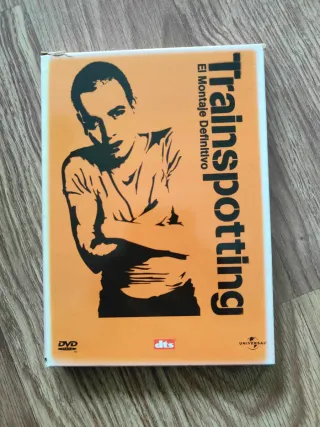 Trainspotting
El Montaje Definitivo
DVD
dts
UNIVERSAL